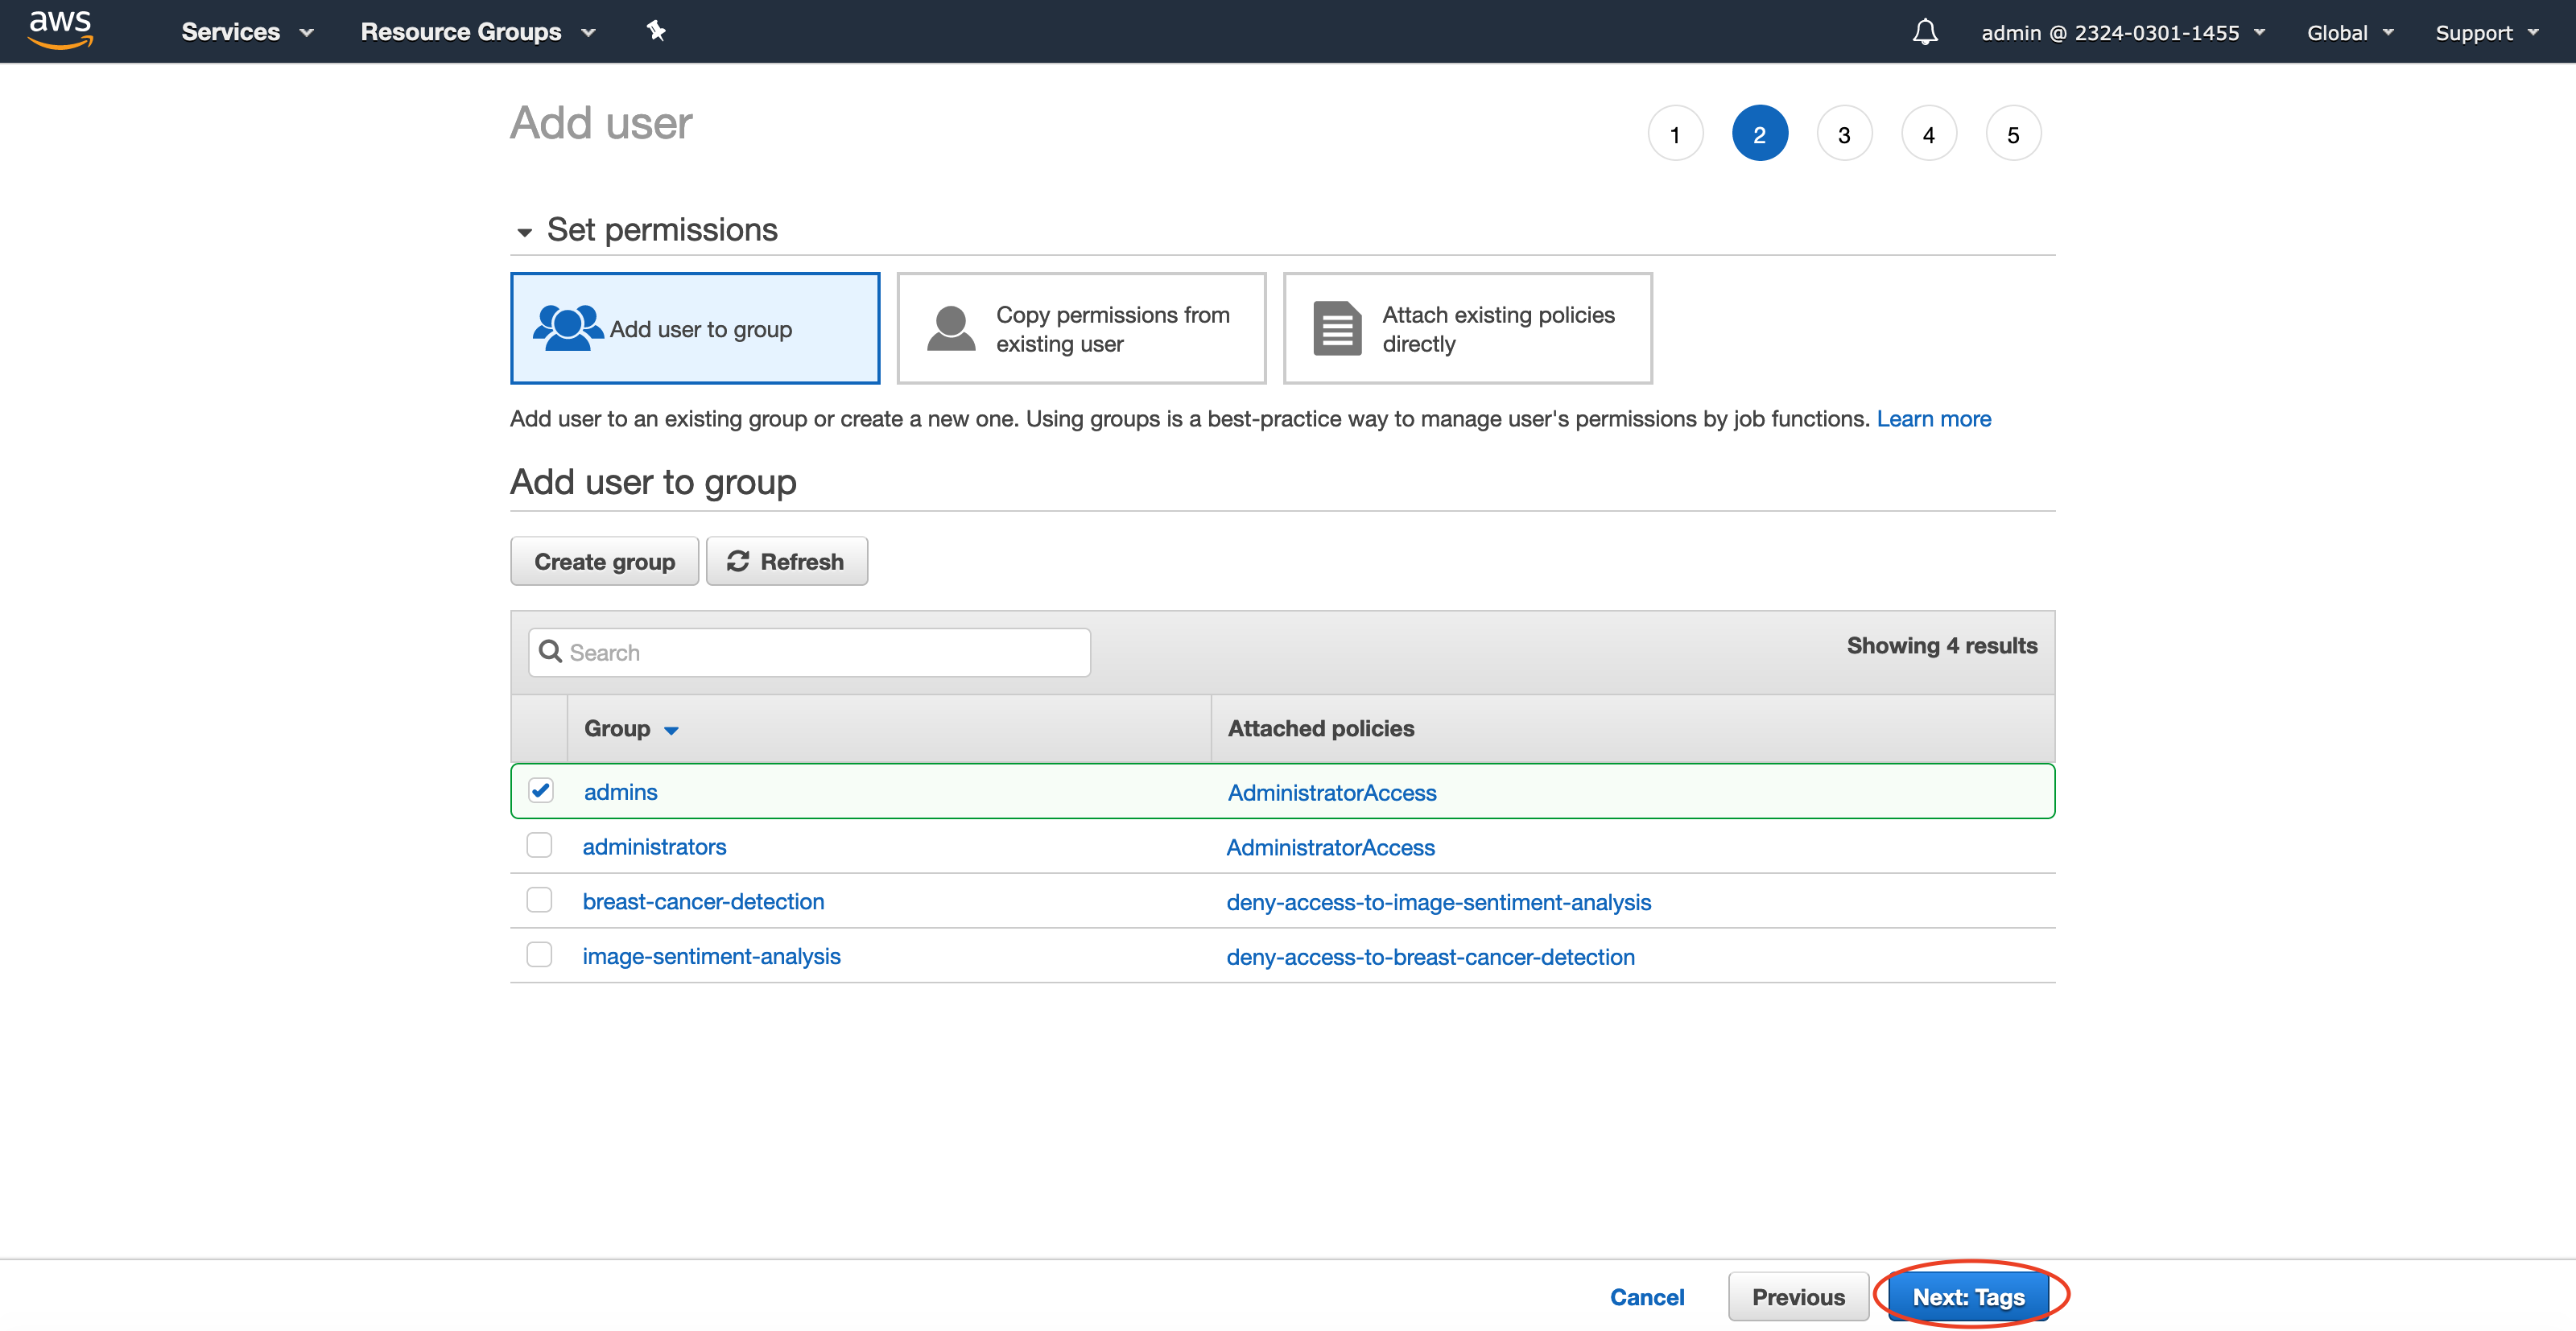 aws Services Resource Groups admin @ 2324-0301-1455 Global Support
Add user 1 2 3 4 5
Set permissions
Add user to group
Copy permissions from
existing user
Attach existing policies
directly
Add user to an existing group or create a new one. Using groups is a best-practice way to manage user's permissions by job functions. Learn more
Add user to group
Create group Refresh
Search Showing 4 results
Group Attached policies
admins AdministratorAccess
administrators AdministratorAccess
breast-cancer-detection deny-access-to-image-sentiment-analysis
image-sentiment-analysis deny-access-to-breast-cancer-detection
Cancel Previous Next: Tags